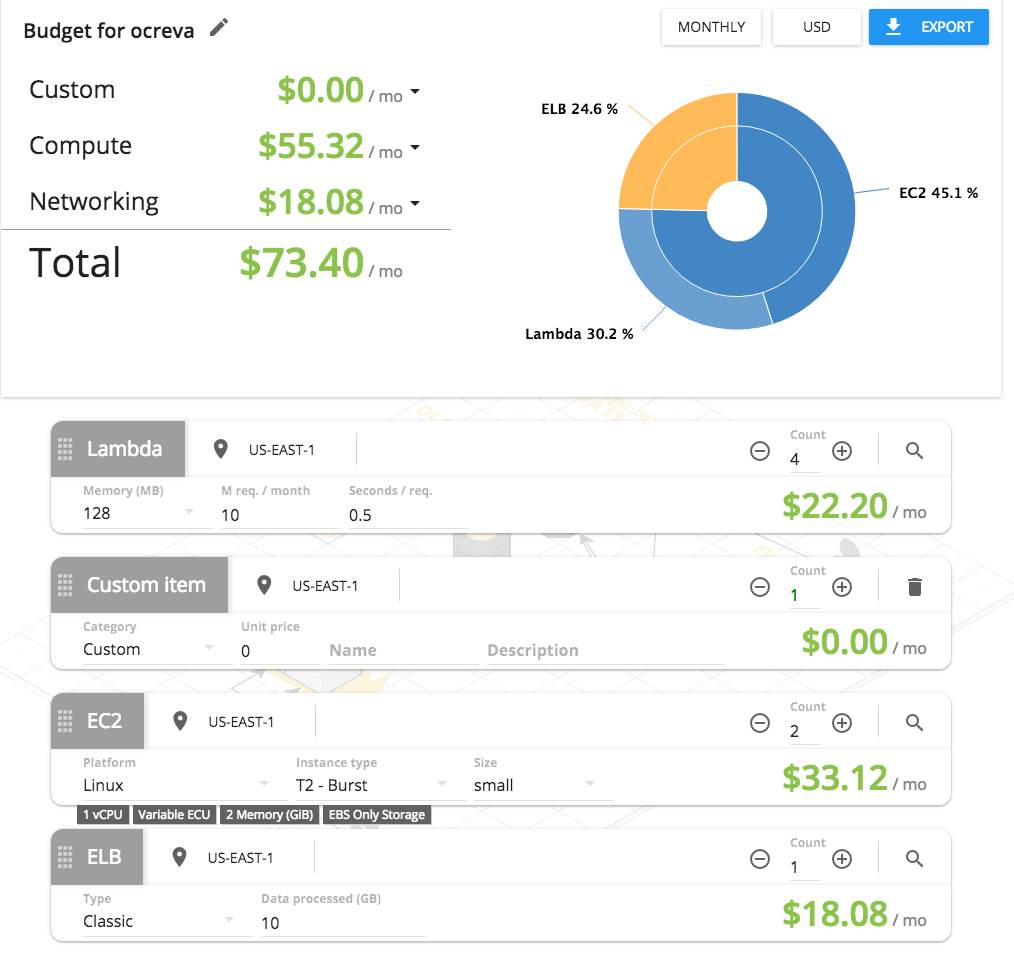 Budget for ocreva
MONTHLY
USD
EXPORT
Custom $0.00 / mo
Compute $55.32 / mo
Networking $18.08 / mo
Total $73.40 / mo
ELB 24.6 %
EC2 45.1 %
Lambda 30.2 %
Lambda US-EAST-1 Count 4
Memory (MB) M req. / month Seconds / req.
128 10 0.5 $22.20 / mo
Custom item US-EAST-1 Count 1
Category Unit price
Custom 0 Name Description $0.00 / mo
EC2 US-EAST-1 Count 2
Platform Instance type Size
Linux T2 - Burst small $33.12 / mo
1 vCPU Variable ECU 2 Memory (GiB) EBS Only Storage
ELB US-EAST-1 Count 1
Type Data processed (GB)
Classic 10 $18.08 / mo